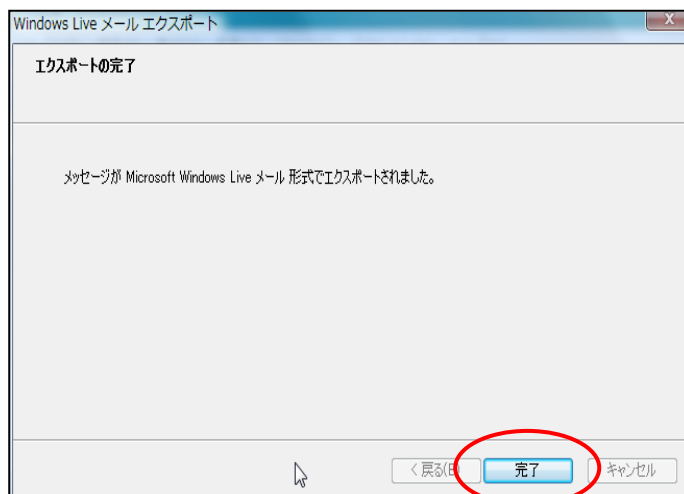 Windows Live メール エクスポート
X
エクスポートの完了
メッセージが Microsoft Windows Live メール 形式でエクスポートされました。
< 戻る(B
完了
キャンセル